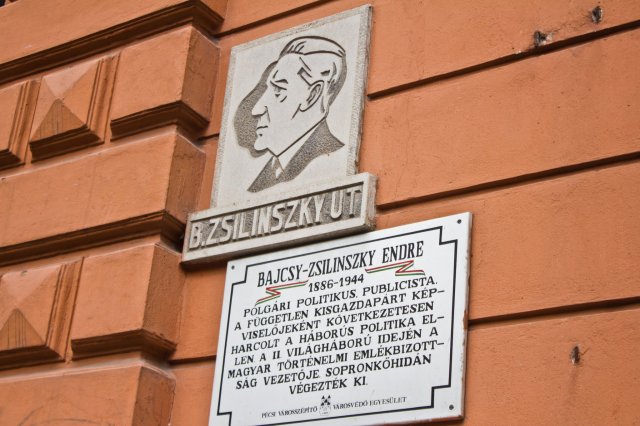 B. ZSILINSZKY UT
BAJCSY-ZSILINSZKY ENDRE
1886-1944
POLGÁRI POLITIKUS, PUBLICISTA.
A FÜGGETLEN KISGAZDAPÁRT KÉP-
VISELŐJEKÉNT KÖVETKEZETESEN
HARCOLT A HÁBORÚS POLITIKA EL-
LEN. A II. VILÁGHÁBORÚ IDEJÉN A
MAGYAR TÖRTÉNELMI EMLÉKBIZOTT-
SÁG VEZETŐJE. SOPRONKŐHIDÁN
VÉGEZTÉK KI.
PÉCSI VÁROSSZÉPÍTŐ VÁROSVÉDŐ EGYESÜLET